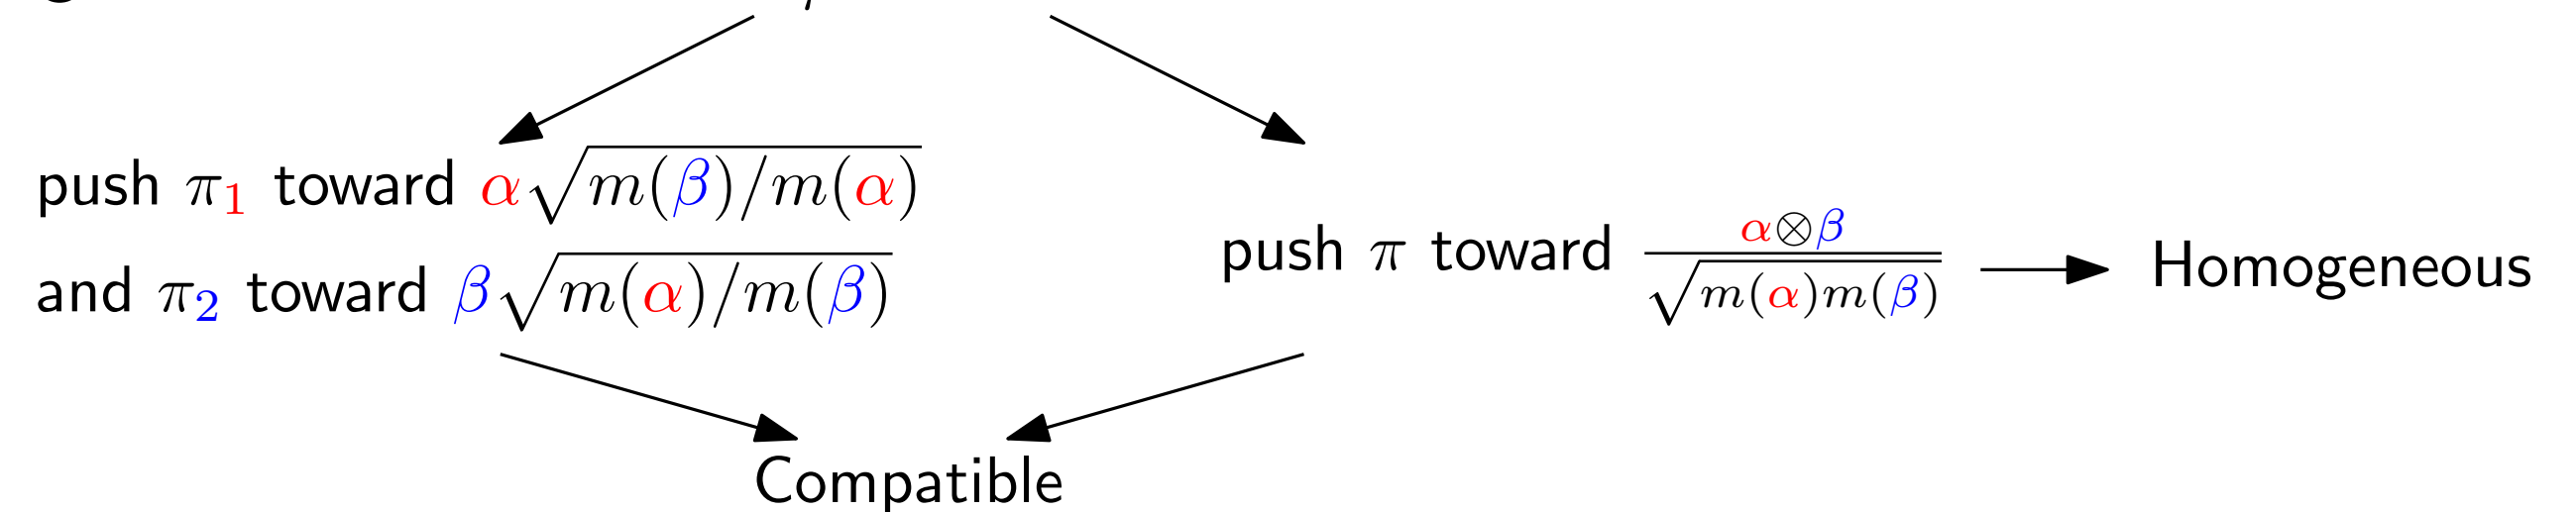 push π₁ toward α√m(β)/m(α)
and π₂ toward β√m(α)/m(β)
push π toward α⊗β / √m(α)m(β)
Homogeneous
Compatible